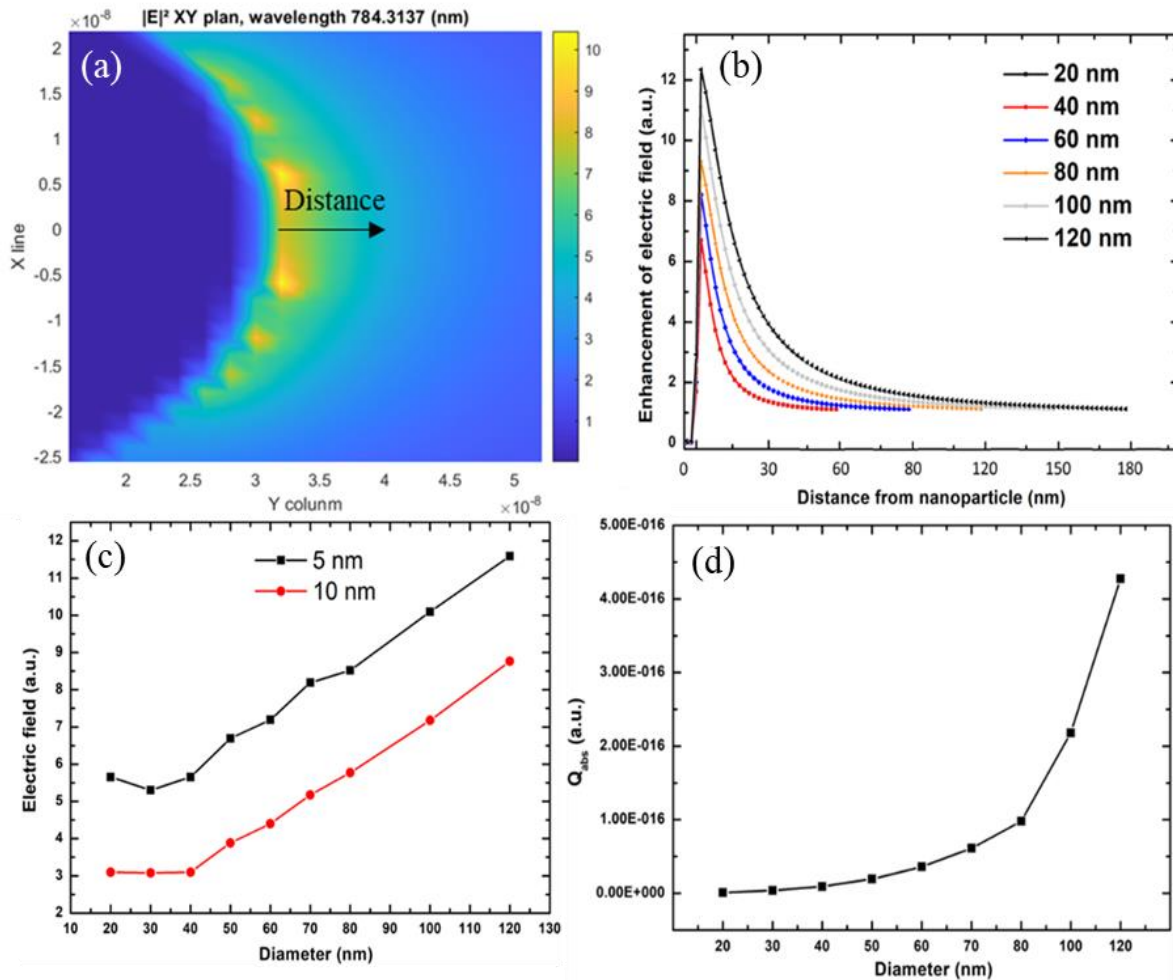 ×10⁻⁸
|E|² XY plan, wavelength 784.3137 (nm)
(a)
2
1.5
1
0.5
0
-0.5
-1
-1.5
-2
-2.5
X line
Distance
2 2.5 3 3.5 4 4.5 5
Y colunm
×10⁻⁸
10
9
8
7
6
5
4
3
2
1
(b)
20 nm
40 nm
60 nm
80 nm
100 nm
120 nm
Enhancement of electric field (a.u.)
12
10
8
6
4
2
0
0 30 60 90 120 150 180
Distance from nanoparticle (nm)
(c)
5 nm
10 nm
Electric field (a.u.)
12
11
10
9
8
7
6
5
4
3
2
10 20 30 40 50 60 70 80 90 100 110 120 130
Diameter (nm)
(d)
Q_abs (a.u.)
5.00E-016
4.00E-016
2.00E-016
1.00E-016
0.00E+000
20 30 40 50 60 70 80 100 120
Diameter (nm)